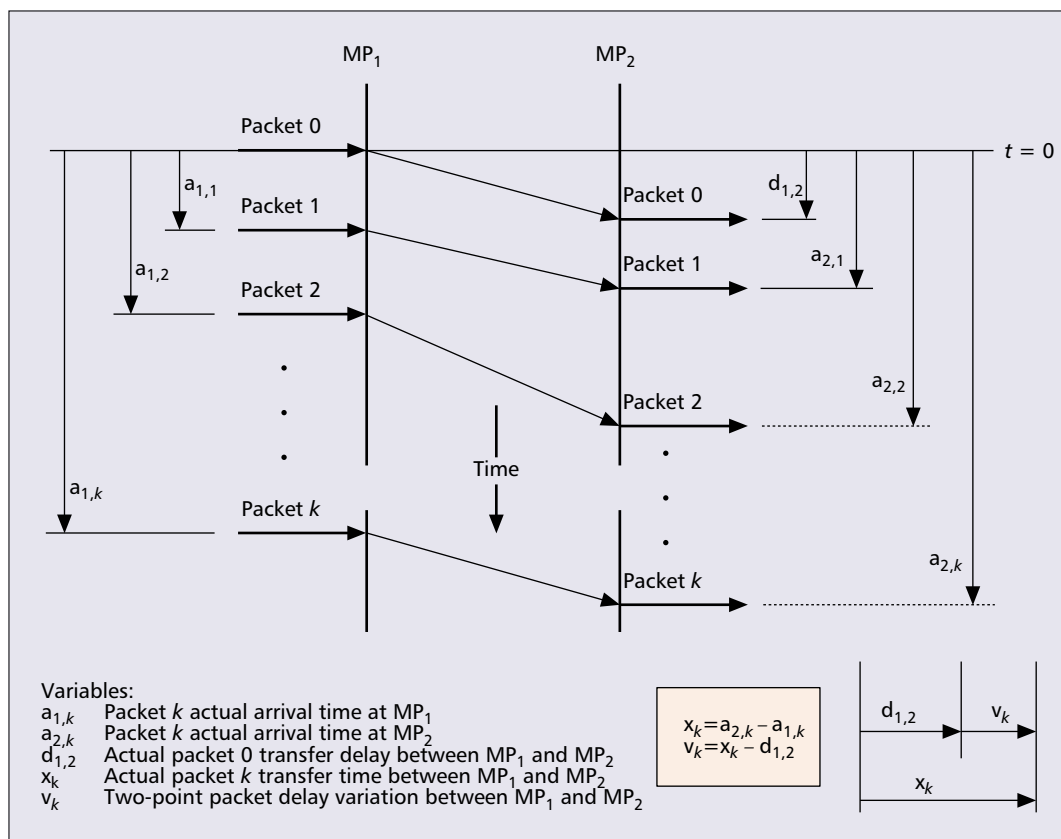 MP1 MP2
Packet 0
t = 0
a1,1 Packet 1 Packet 0 d1,2
a1,2 Packet 2 Packet 1 a2,1
Packet 2 a2,2
Time
a1,k Packet k
Packet k a2,k
Variables:
a1,k Packet k actual arrival time at MP1
a2,k Packet k actual arrival time at MP2
d1,2 Actual packet 0 transfer delay between MP1 and MP2
xk Actual packet k transfer time between MP1 and MP2
vk Two-point packet delay variation between MP1 and MP2
xk=a2,k – a1,k
vk=xk – d1,2
d1,2 vk
xk